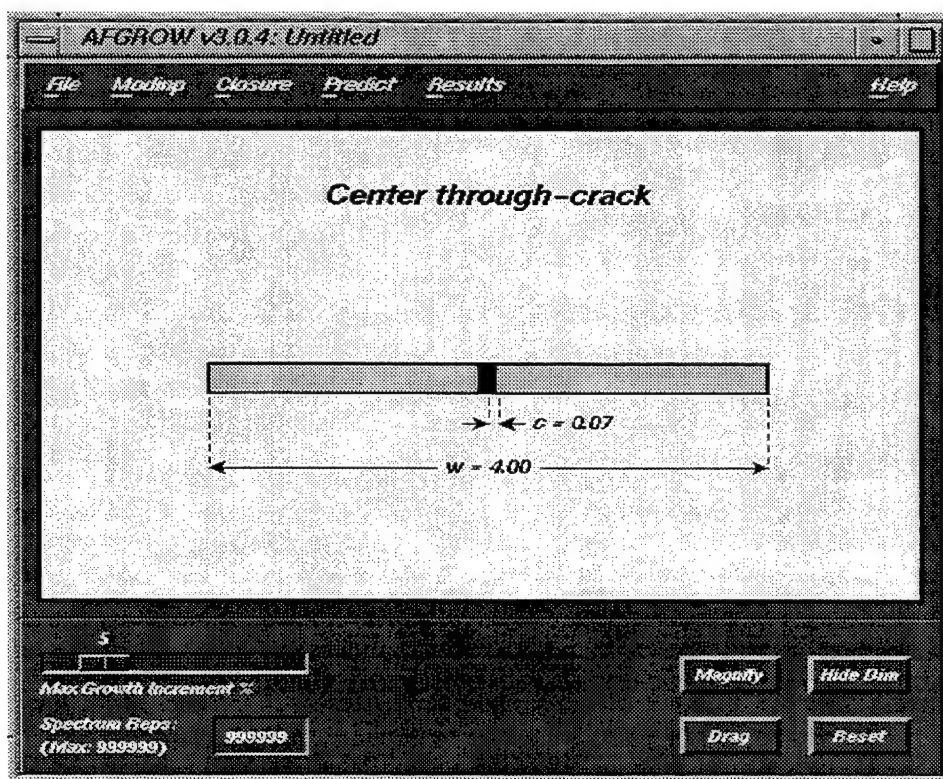 AFGROW v3.0.4: Untitled
File Modinp Closure Predict Results Help
Center through-crack
c = 0.07
w = 4.00
5
Max Growth Increment %
Magnify Hide Dim
Spectrum Reps:
(Max: 999999) 999999
Drag Reset